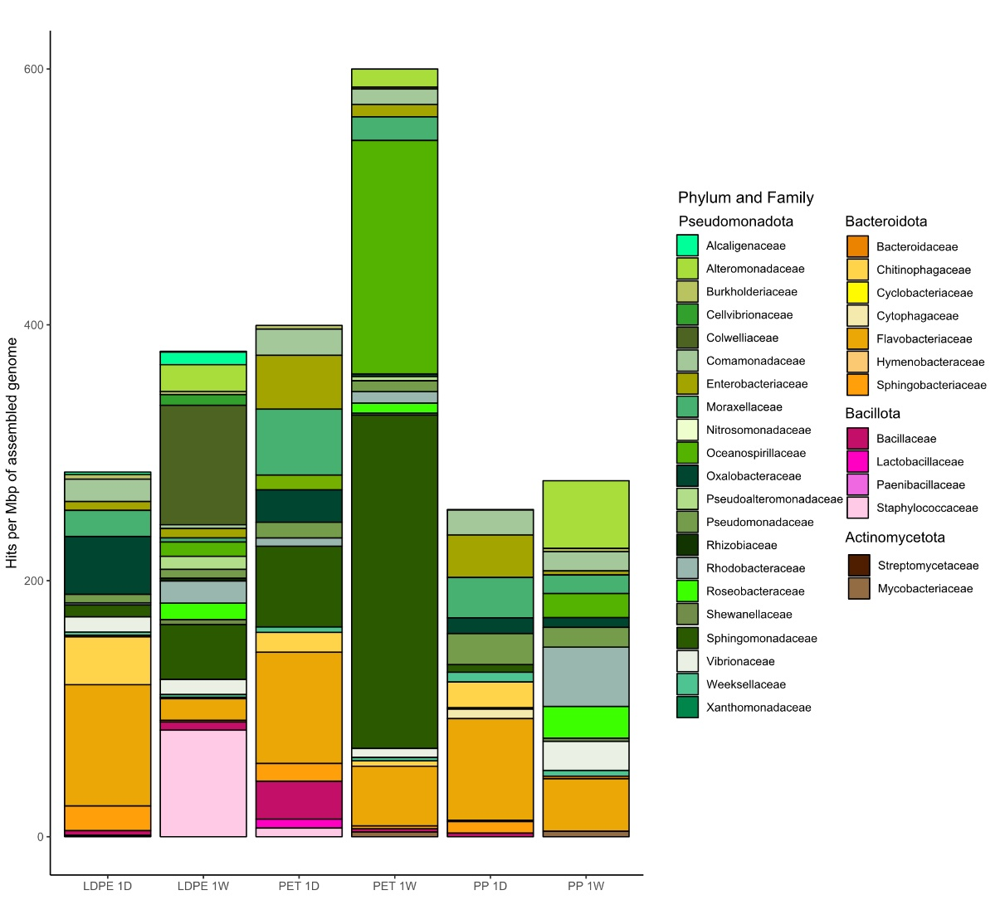 Hits per Mbp of assembled genome
600
400
200
0
LDPE 1D
LDPE 1W
PET 1D
PET 1W
PP 1D
PP 1W
Phylum and Family
Pseudomonadota
Alcaligenaceae
Alteromonadaceae
Burkholderiaceae
Cellvibrionaceae
Colwelliaceae
Comamonadaceae
Enterobacteriaceae
Moraxellaceae
Nitrosomonadaceae
Oceanospirillaceae
Oxalobacteraceae
Pseudoalteromonadaceae
Pseudomonadaceae
Rhizobiaceae
Rhodobacteraceae
Roseobacteraceae
Shewanellaceae
Sphingomonadaceae
Vibrionaceae
Weeksellaceae
Xanthomonadaceae
Bacteroidota
Bacteroidaceae
Chitinophagaceae
Cyclobacteriaceae
Cytophagaceae
Flavobacteriaceae
Hymenobacteraceae
Sphingobacteriaceae
Bacillota
Bacillaceae
Lactobacillaceae
Paenibacillaceae
Staphylococcaceae
Actinomycetota
Streptomycetaceae
Mycobacteriaceae